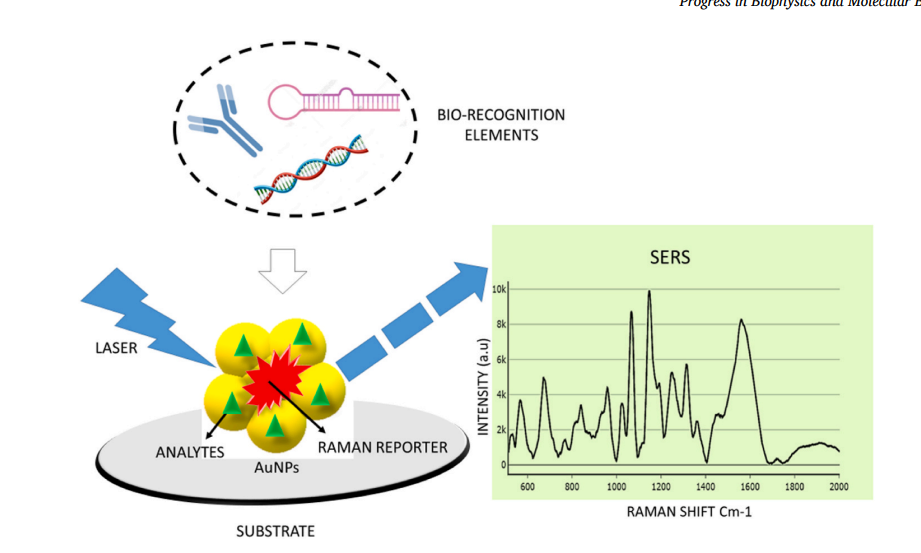 Progress in Biophysics and Molecular
BIO-RECOGNITION
ELEMENTS
SERS
LASER
10k
8k
6k
4k
2k
0
INTENSITY (a.u)
600 800 1000 1200 1400 1600 1800 2000
RAMAN SHIFT Cm-1
ANALYTES
RAMAN REPORTER
AuNPs
SUBSTRATE